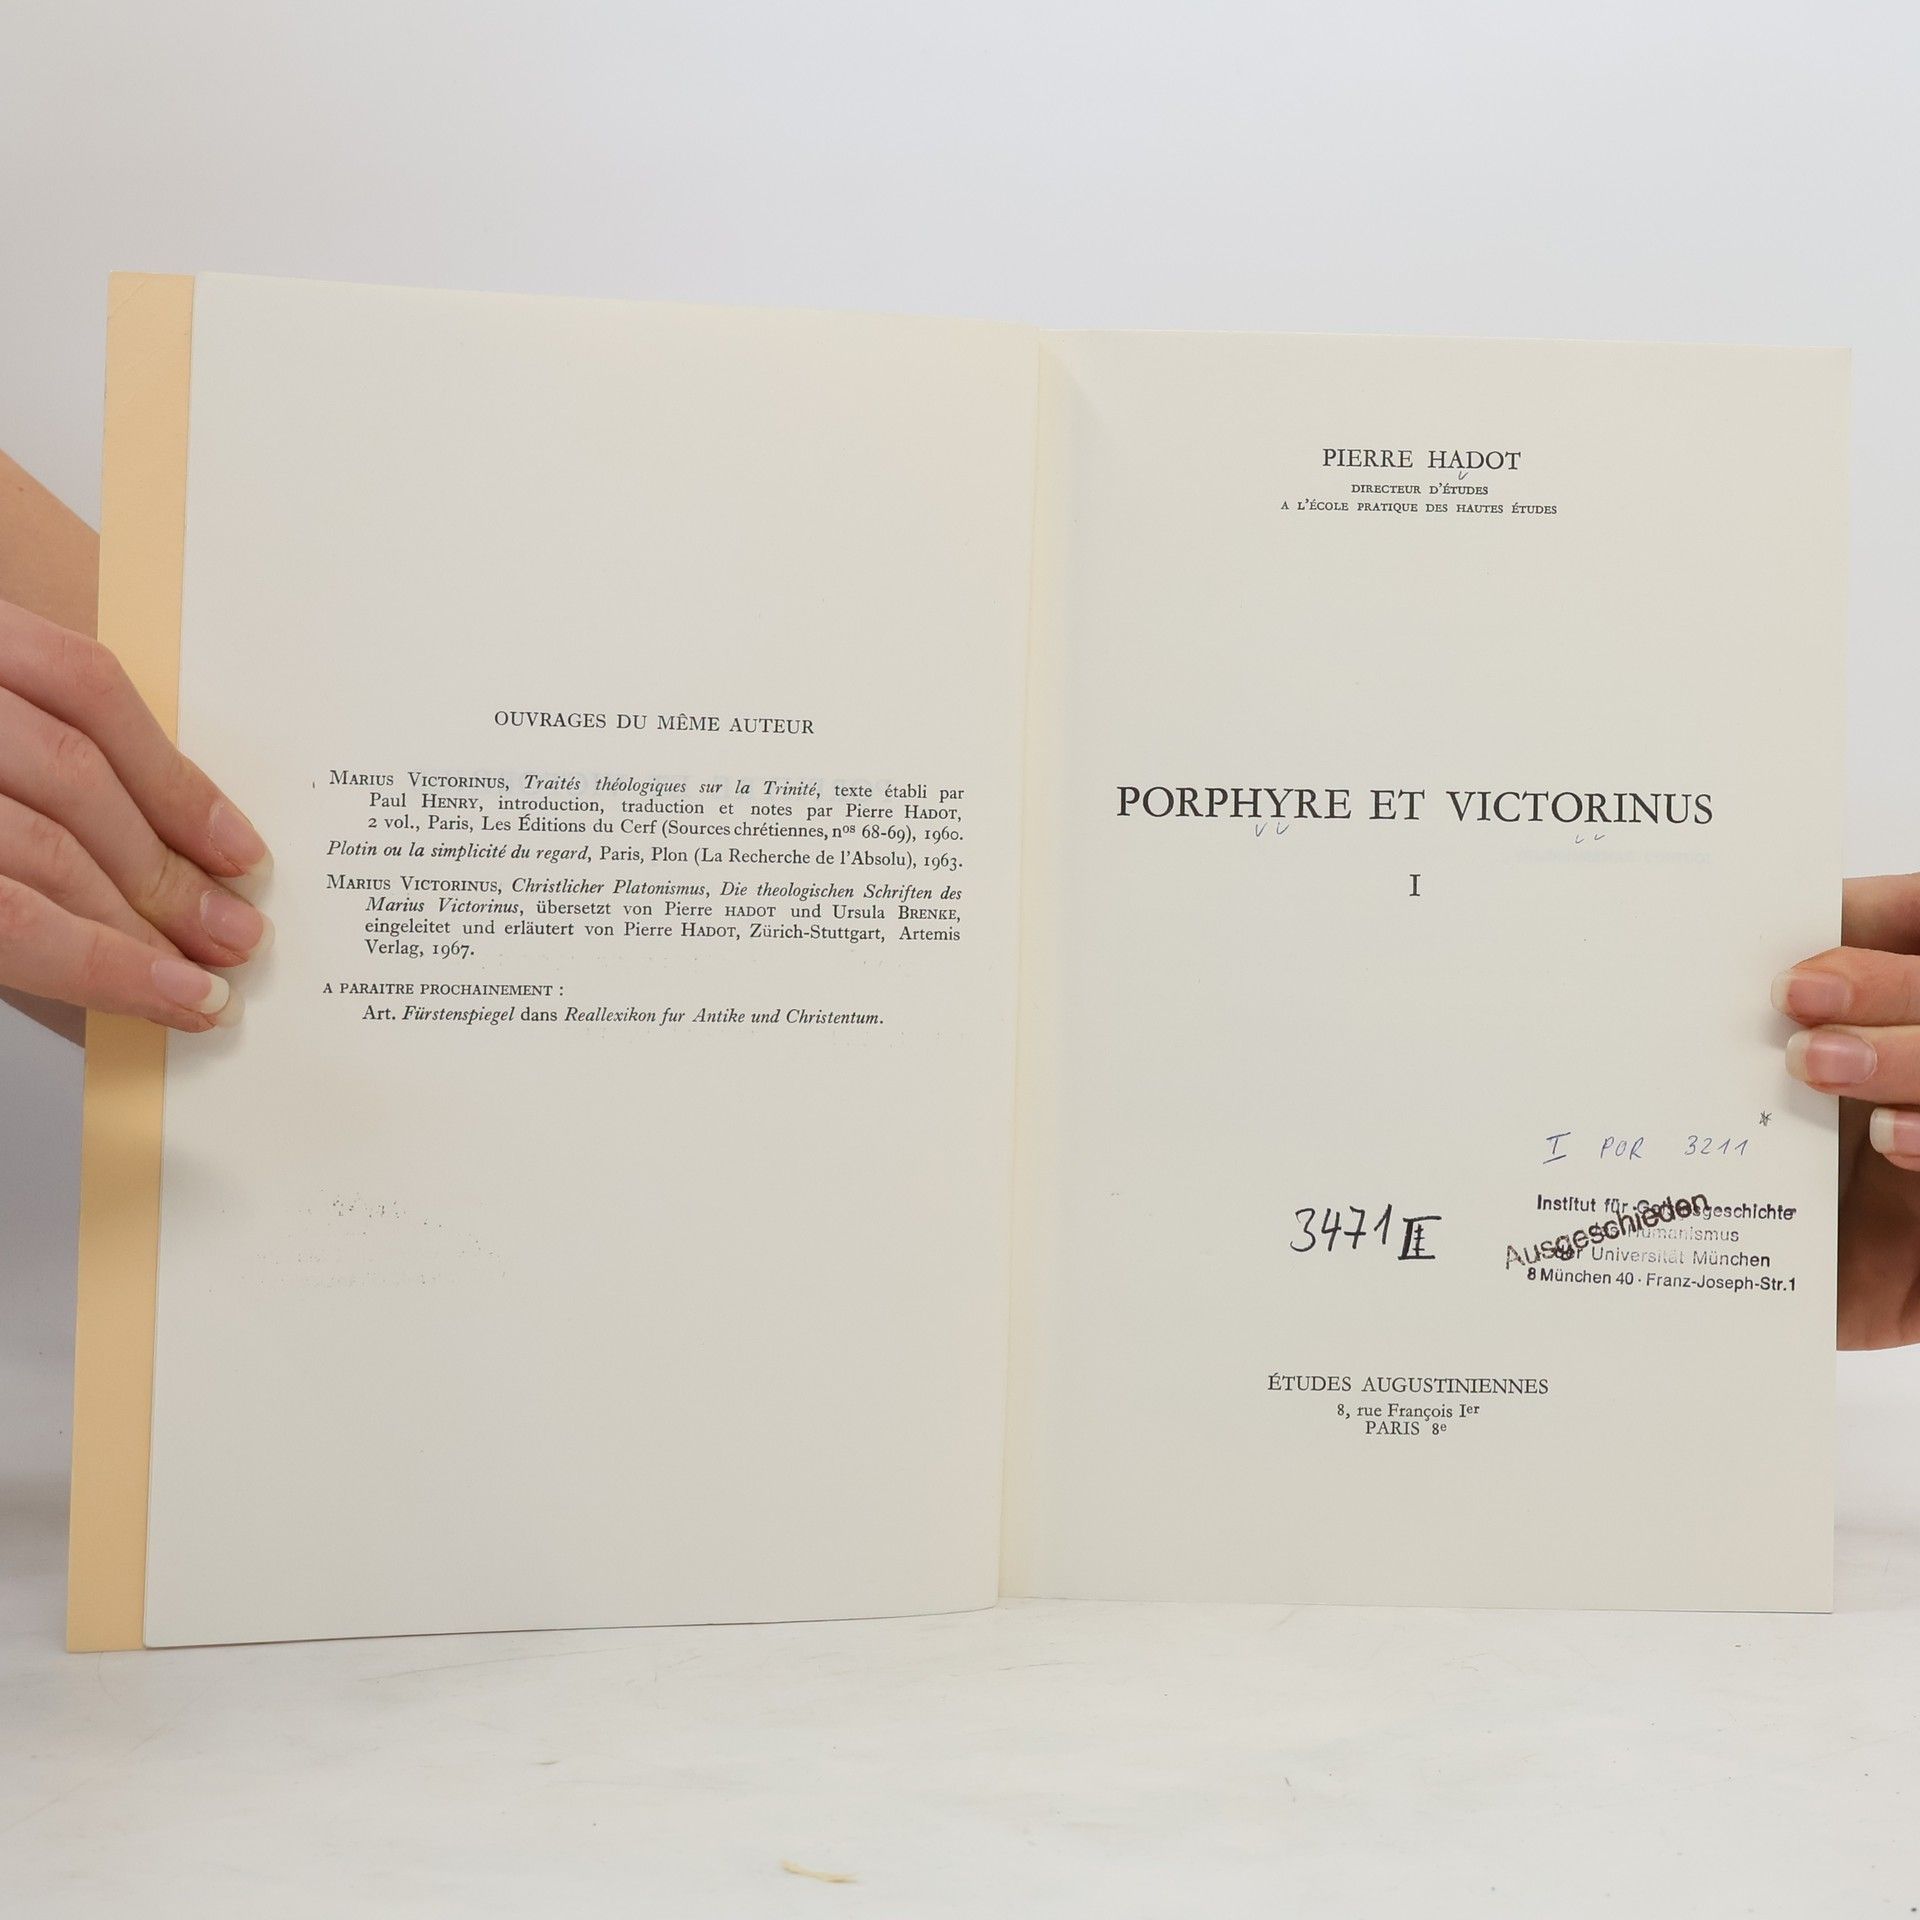 OUVRAGES DU MÊME AUTEUR
MARIUS VICTORINUS, Traités théologiques sur la Trinité, texte établi par
Paul HENRY, introduction, traduction et notes par Pierre HADOT,
2 vol., Paris, Les Éditions du Cerf (Sources chrétiennes, nos 68-69), 1960.
Plotin ou la simplicité du regard, Paris, Plon (La Recherche de l'Absolu), 1963.
MARIUS VICTORINUS, Christlicher Platonismus, Die theologischen Schriften des
Marius Victorinus, übersetzt von Pierre HADOT und Ursula BRENKE,
eingeleitet und erläutert von Pierre HADOT, Zürich-Stuttgart, Artemis
Verlag, 1967.
A PARAITRE PROCHAINEMENT :
Art. Fürstenspiegel dans Reallexikon fur Antike und Christentum.
PIERRE HADOT
DIRECTEUR D'ÉTUDES
A L'ÉCOLE PRATIQUE DES HAUTES ÉTUDES
PORPHYRE ET VICTORINUS
I
I POR 3211 *
3471
Institut für
Ausgeschieden
Humanismus
der Universität München
8 München 40 · Franz-Joseph-Str.1
ÉTUDES AUGUSTINIENNES
8, rue François Ier
PARIS 8e